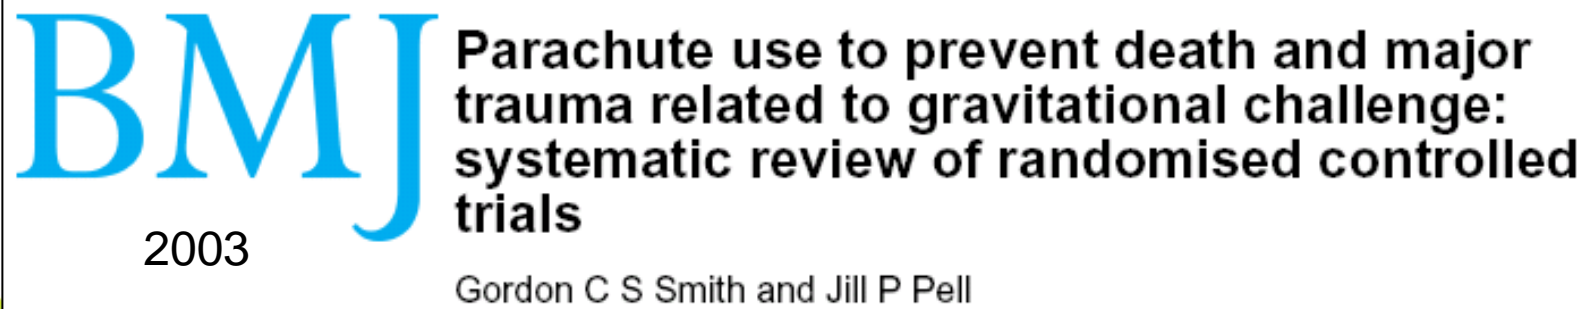 BMJ
2003
Parachute use to prevent death and major
trauma related to gravitational challenge:
systematic review of randomised controlled
trials
Gordon C S Smith and Jill P Pell